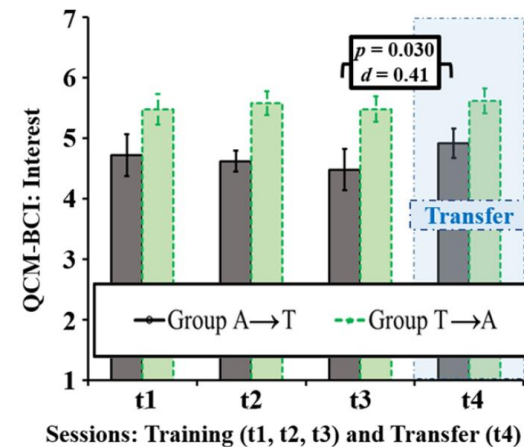 QCM-BCI: Interest
7
6
5
4
3
2
1
p = 0.030
d = 0.41
Transfer
Group A→T Group T→A
t1 t2 t3 t4
Sessions: Training (t1, t2, t3) and Transfer (t4)